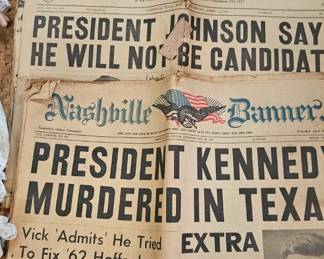 PRESIDENT JOHNSON SAY
HE WILL NOT BE CANDIDAT
Nashville Banner
PRESIDENT KENNED
MURDERED IN TEXA
Vick 'Admits' He Tried
To Fix '62 Hoffa
EXTRA